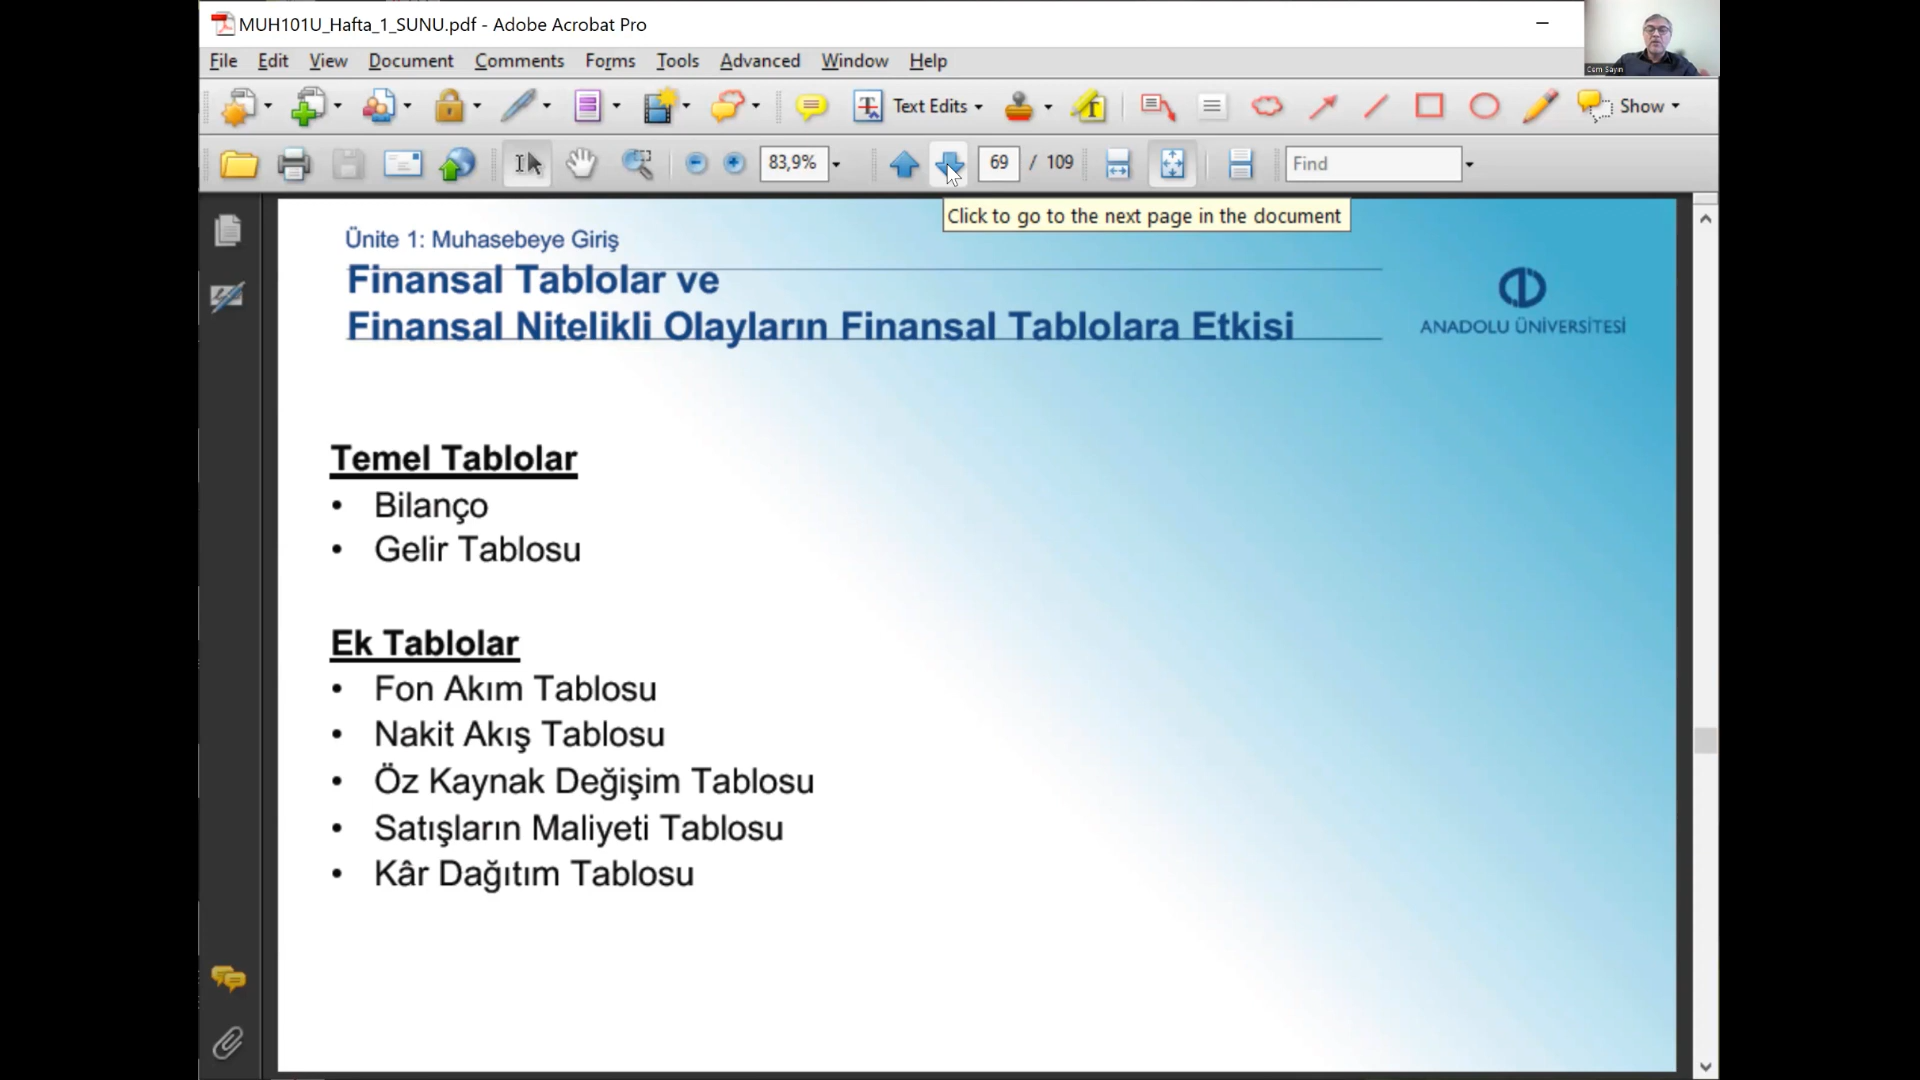 MUH101U_Hafta_1_SUNU.pdf - Adobe Acrobat Pro
File Edit View Document Comments Forms Tools Advanced Window Help
Cem Sayın
Text Edits
Show
83,9%
69 / 109
Find
Click to go to the next page in the document
Ünite 1: Muhasebeye Giriş
Finansal Tablolar ve
Finansal Nitelikli Olayların Finansal Tablolara Etkisi
ANADOLU ÜNİVERSİTESİ
Temel Tablolar
• Bilanço
• Gelir Tablosu
Ek Tablolar
• Fon Akım Tablosu
• Nakit Akış Tablosu
• Öz Kaynak Değişim Tablosu
• Satışların Maliyeti Tablosu
• Kâr Dağıtım Tablosu